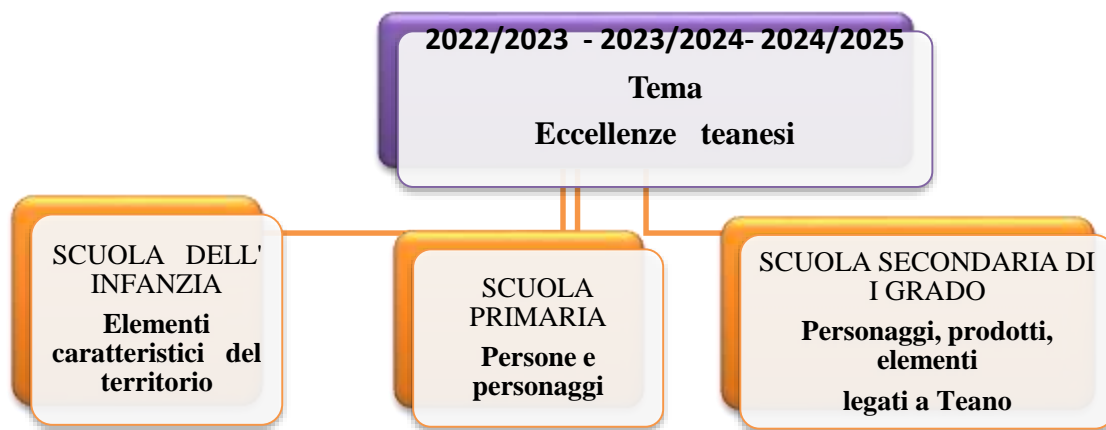 2022/2023 - 2023/2024- 2024/2025
Tema
Eccellenze teanesi
SCUOLA DELL'
INFANZIA
Elementi
caratteristici del
territorio
SCUOLA
PRIMARIA
Persone e
personaggi
SCUOLA SECONDARIA DI
I GRADO
Personaggi, prodotti,
elementi
legati a Teano